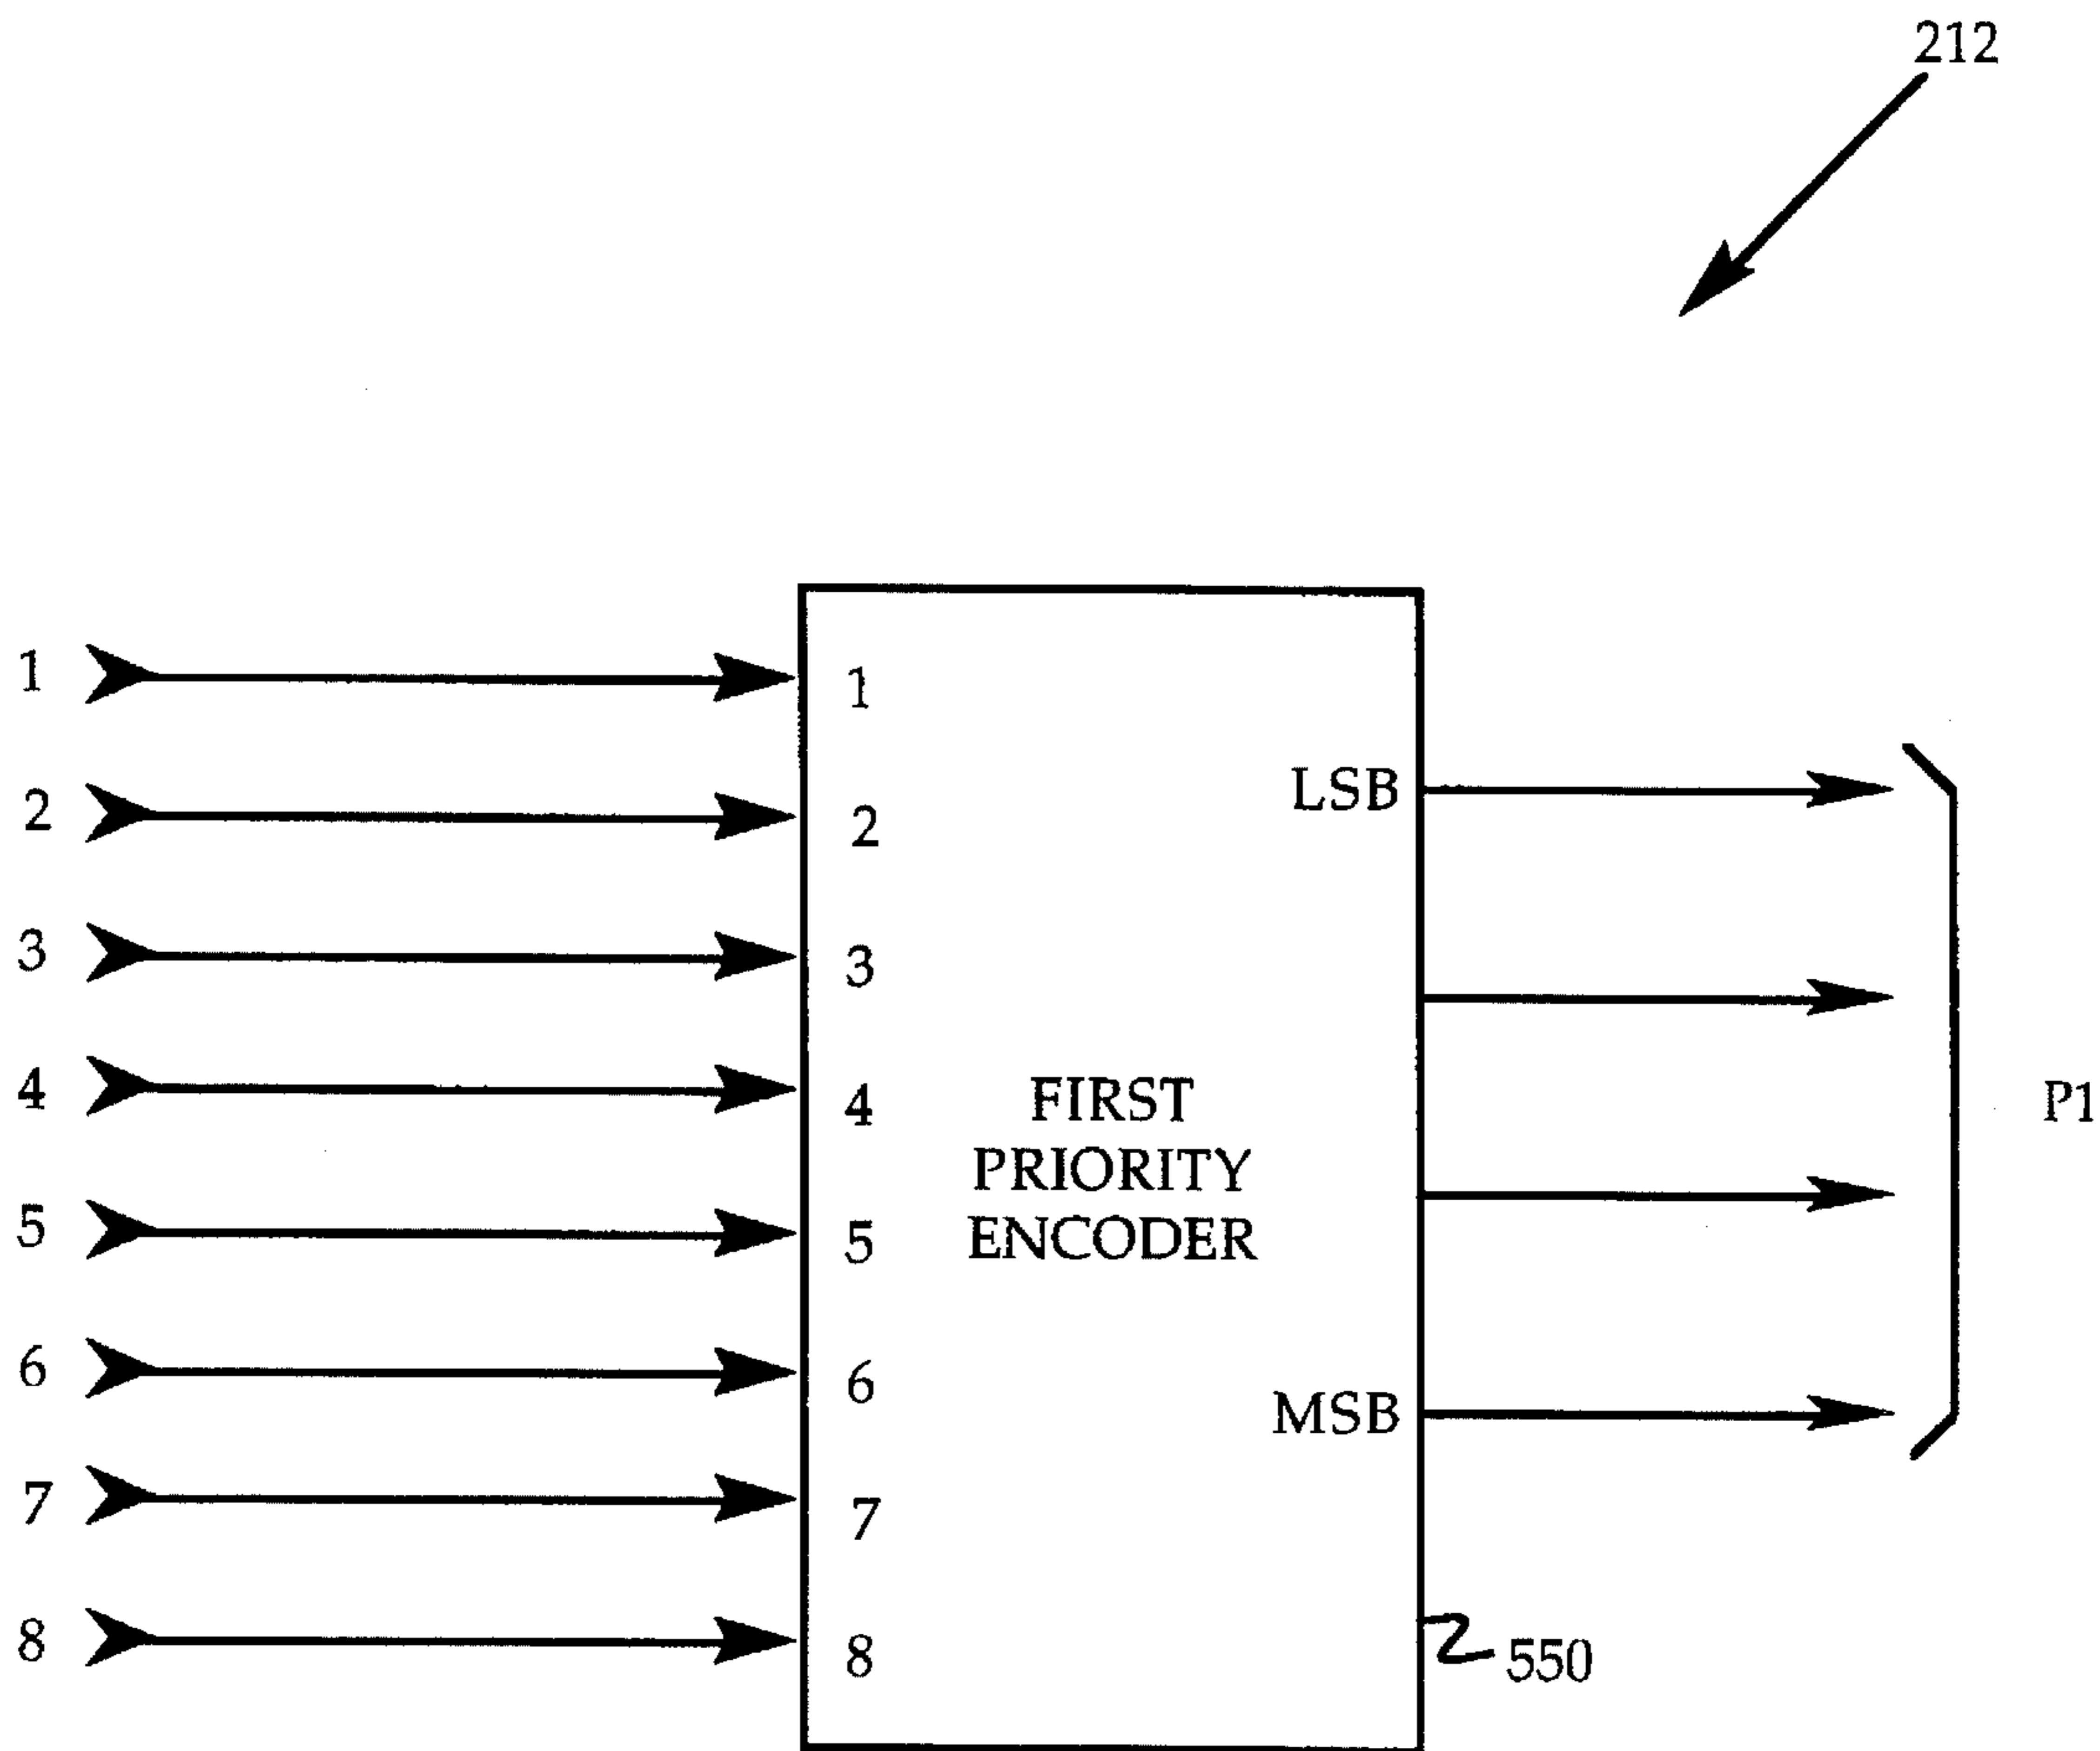 212
1 1
LSB
2 2
3 3
4 4
FIRST
PRIORITY
ENCODER
P1
5 5
6 6
MSB
7 7
8 8
550